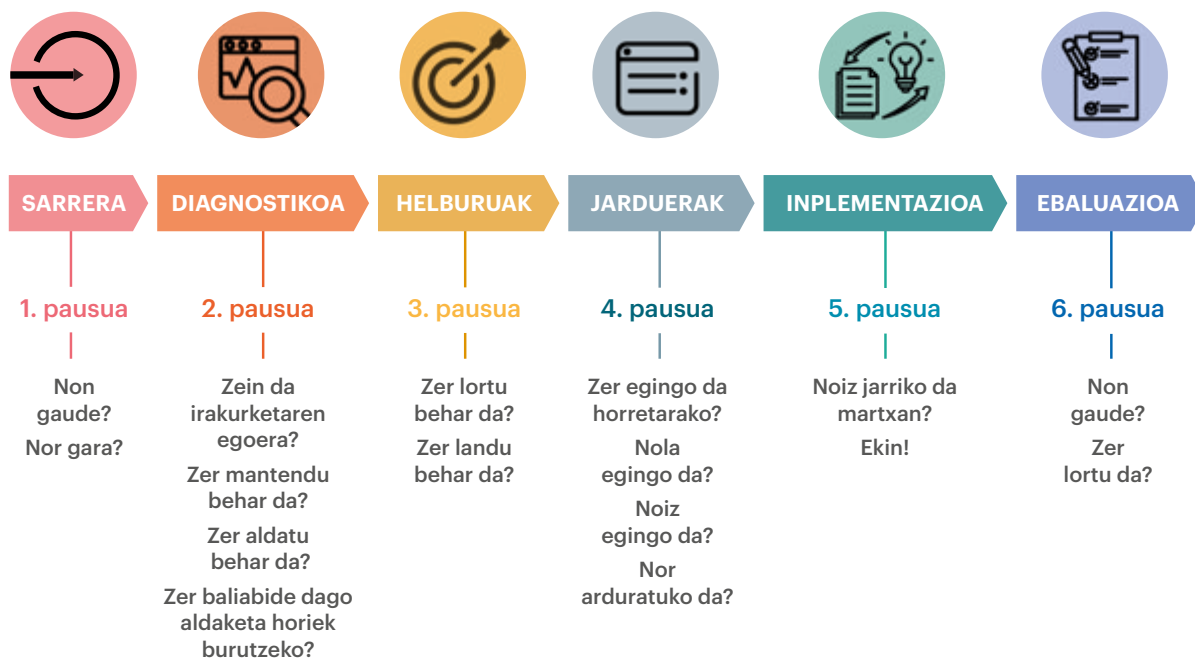 SARRERA
DIAGNOSTIKOA
HELBURUAK
JARDUERAK
INPLEMENTAZIOA
EBALUAZIOA
1. pausua
2. pausua
3. pausua
4. pausua
5. pausua
6. pausua
Non
gaude?
Nor gara?
Zein da
irakurketaren
egoera?
Zer mantendu
behar da?
Zer aldatu
behar da?
Zer baliabide dago
aldaketa horiek
burutzeko?
Zer lortu
behar da?
Zer landu
behar da?
Zer egingo da
horretarako?
Nola
egingo da?
Noiz
egingo da?
Nor
arduratuko da?
Noiz jarriko da
martxan?
Ekin!
Non
gaude?
Zer
lortu da?